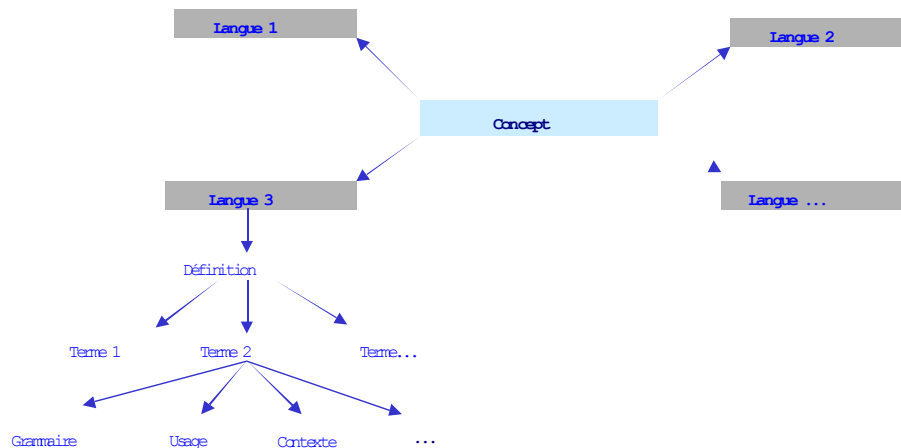 Langue 1
Langue 2
Concept
Langue 3
Langue ...
Définition
Terme 1
Terme 2
Terme...
Grammaire
Usage
Contexte
...